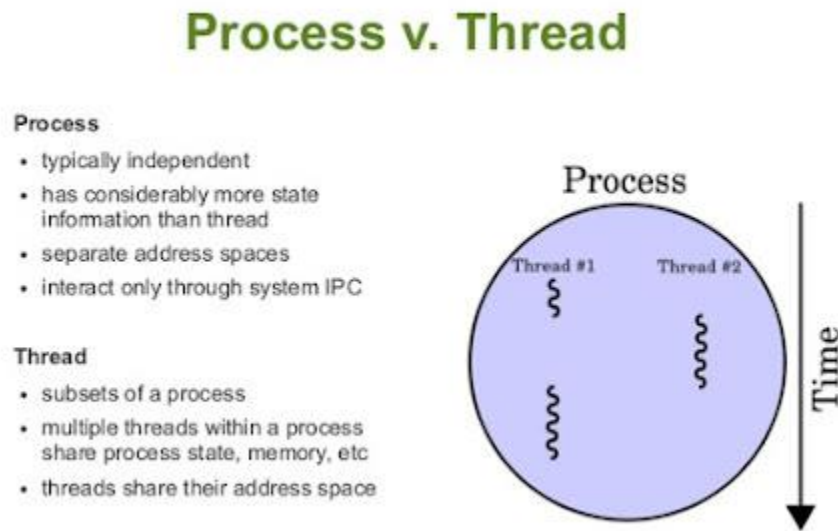 Process v. Thread
Process
• typically independent
• has considerably more state
information than thread
• separate address spaces
• interact only through system IPC
Thread
• subsets of a process
• multiple threads within a process
share process state, memory, etc
• threads share their address space
Process
Thread #1
Thread #2
Time